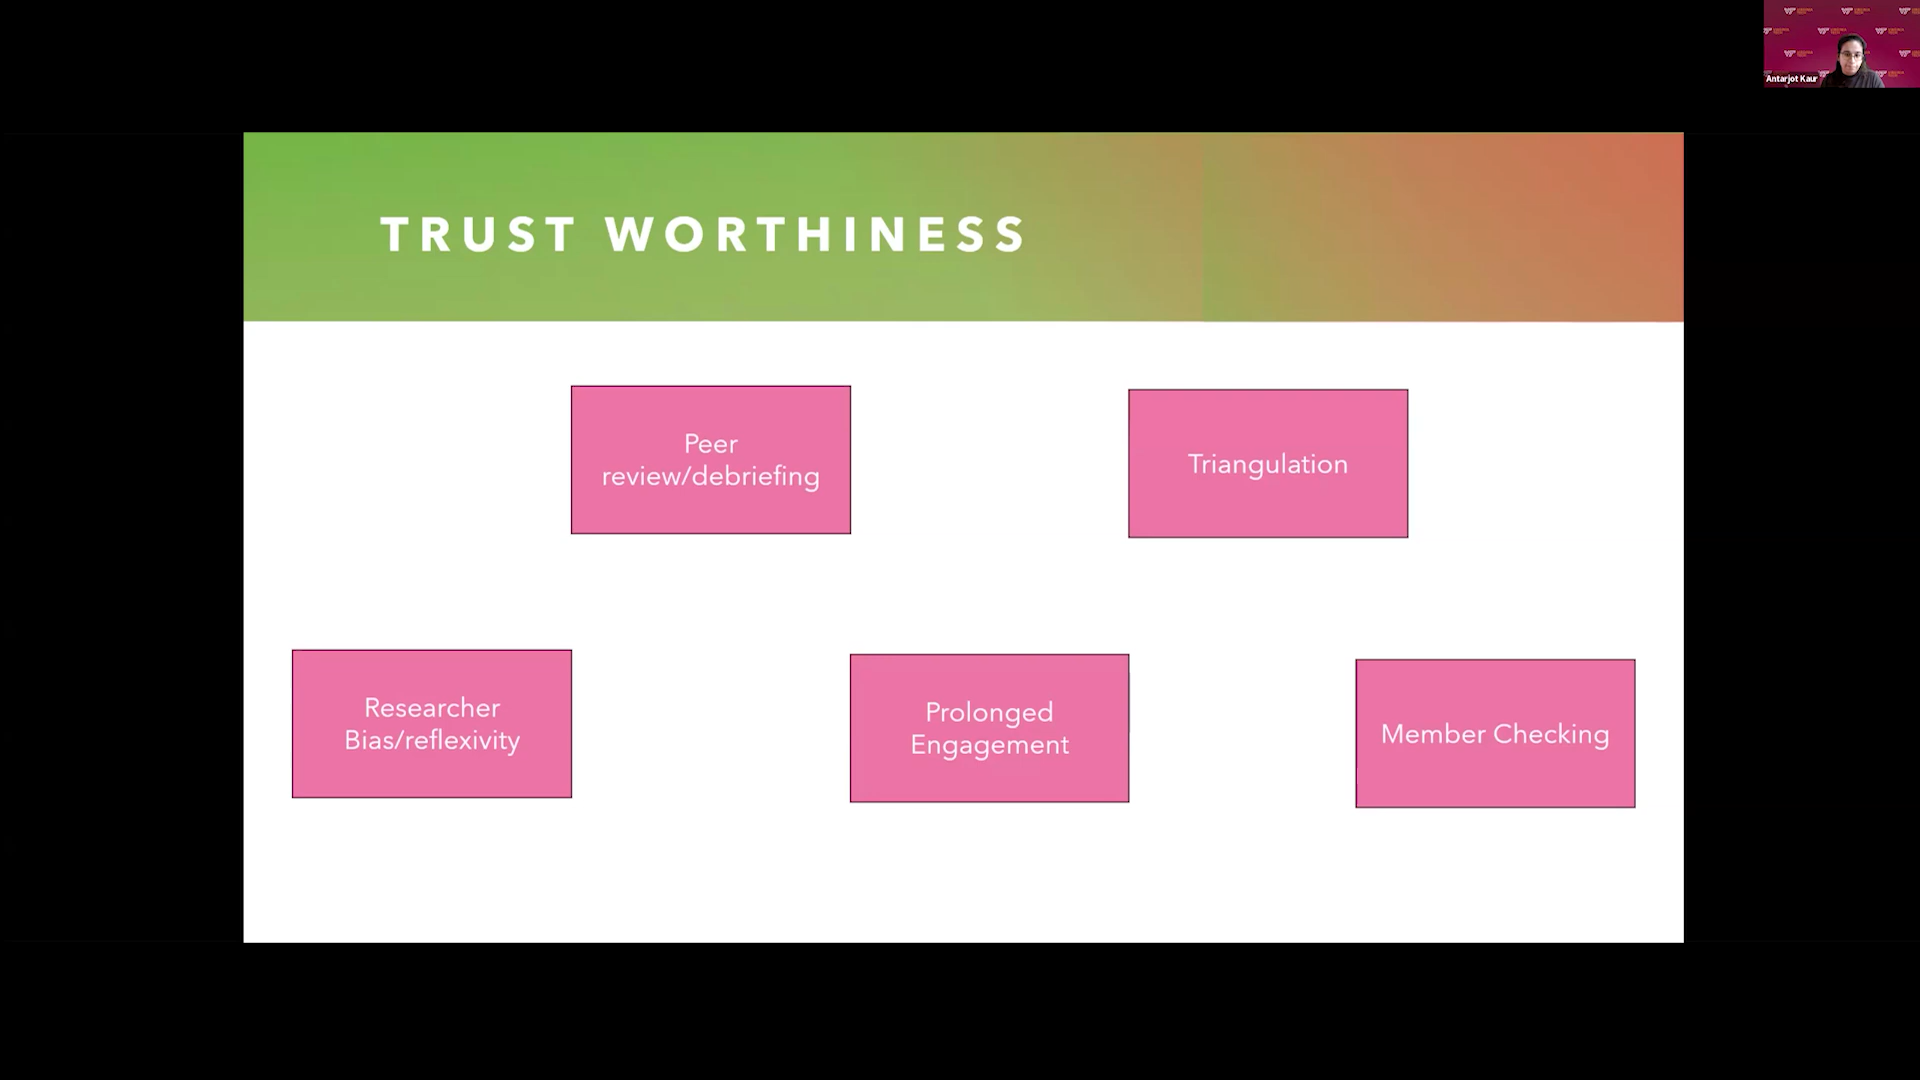 Antarjot Kaur
TRUST WORTHINESS
Peer
review/debriefing
Triangulation
Researcher
Bias/reflexivity
Prolonged
Engagement
Member Checking